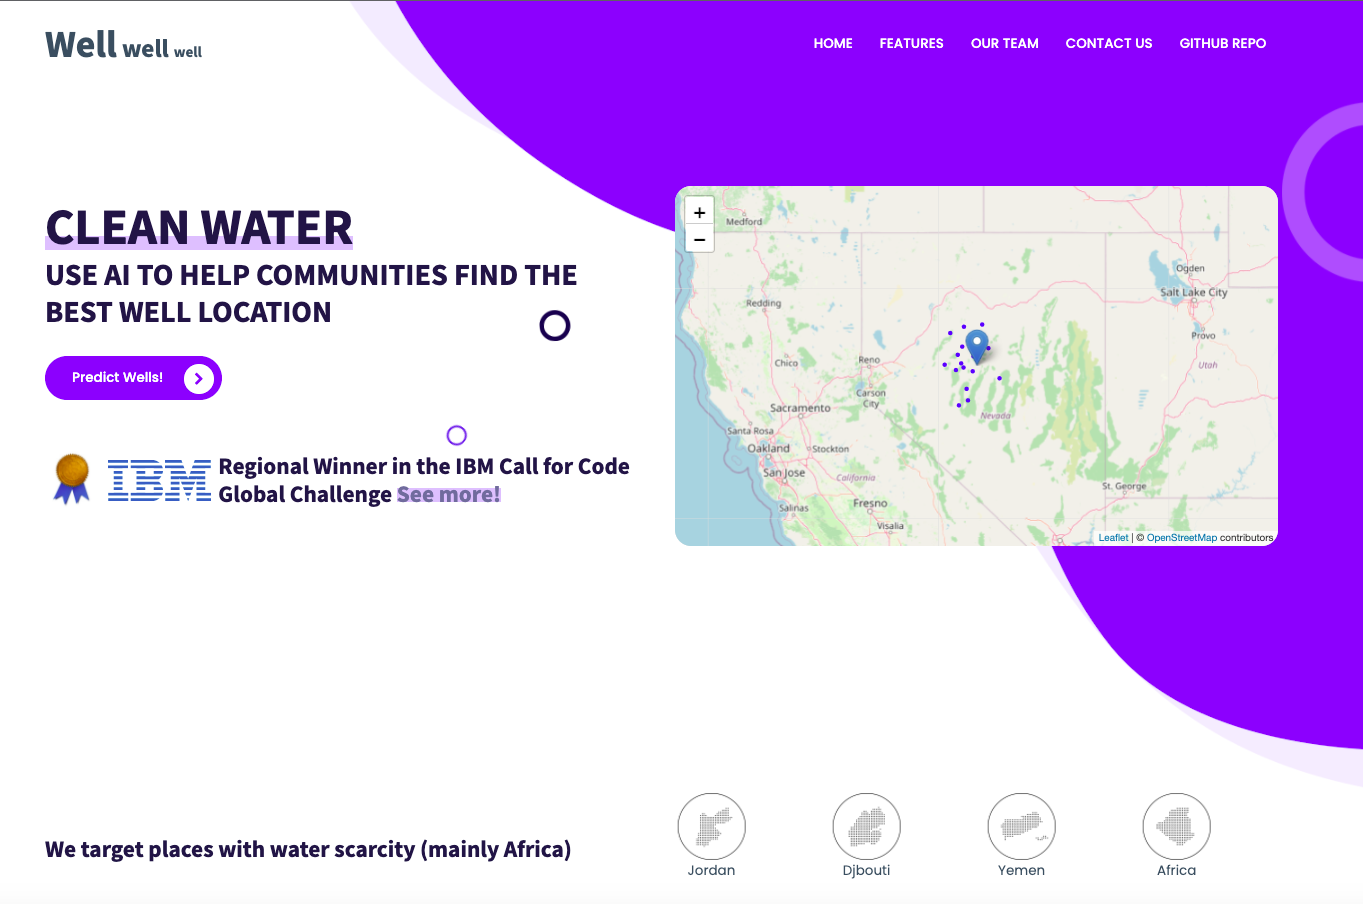 Well well well
HOME FEATURES OUR TEAM CONTACT US GITHUB REPO
CLEAN WATER
USE AI TO HELP COMMUNITIES FIND THE
BEST WELL LOCATION
Predict Wells!
IBM
Regional Winner in the IBM Call for Code
Global Challenge See more!
+
−
Medford
Ogden
Salt Lake City
Redding
Provo
Chico
Reno
Utah
Carson
City
Sacramento
Nevada
Santa Rosa
Oakland
Stockton
San Jose
California
St. George
Salinas
Fresno
Visalia
Leaflet | © OpenStreetMap contributors
We target places with water scarcity (mainly Africa)
Jordan
Djbouti
Yemen
Africa